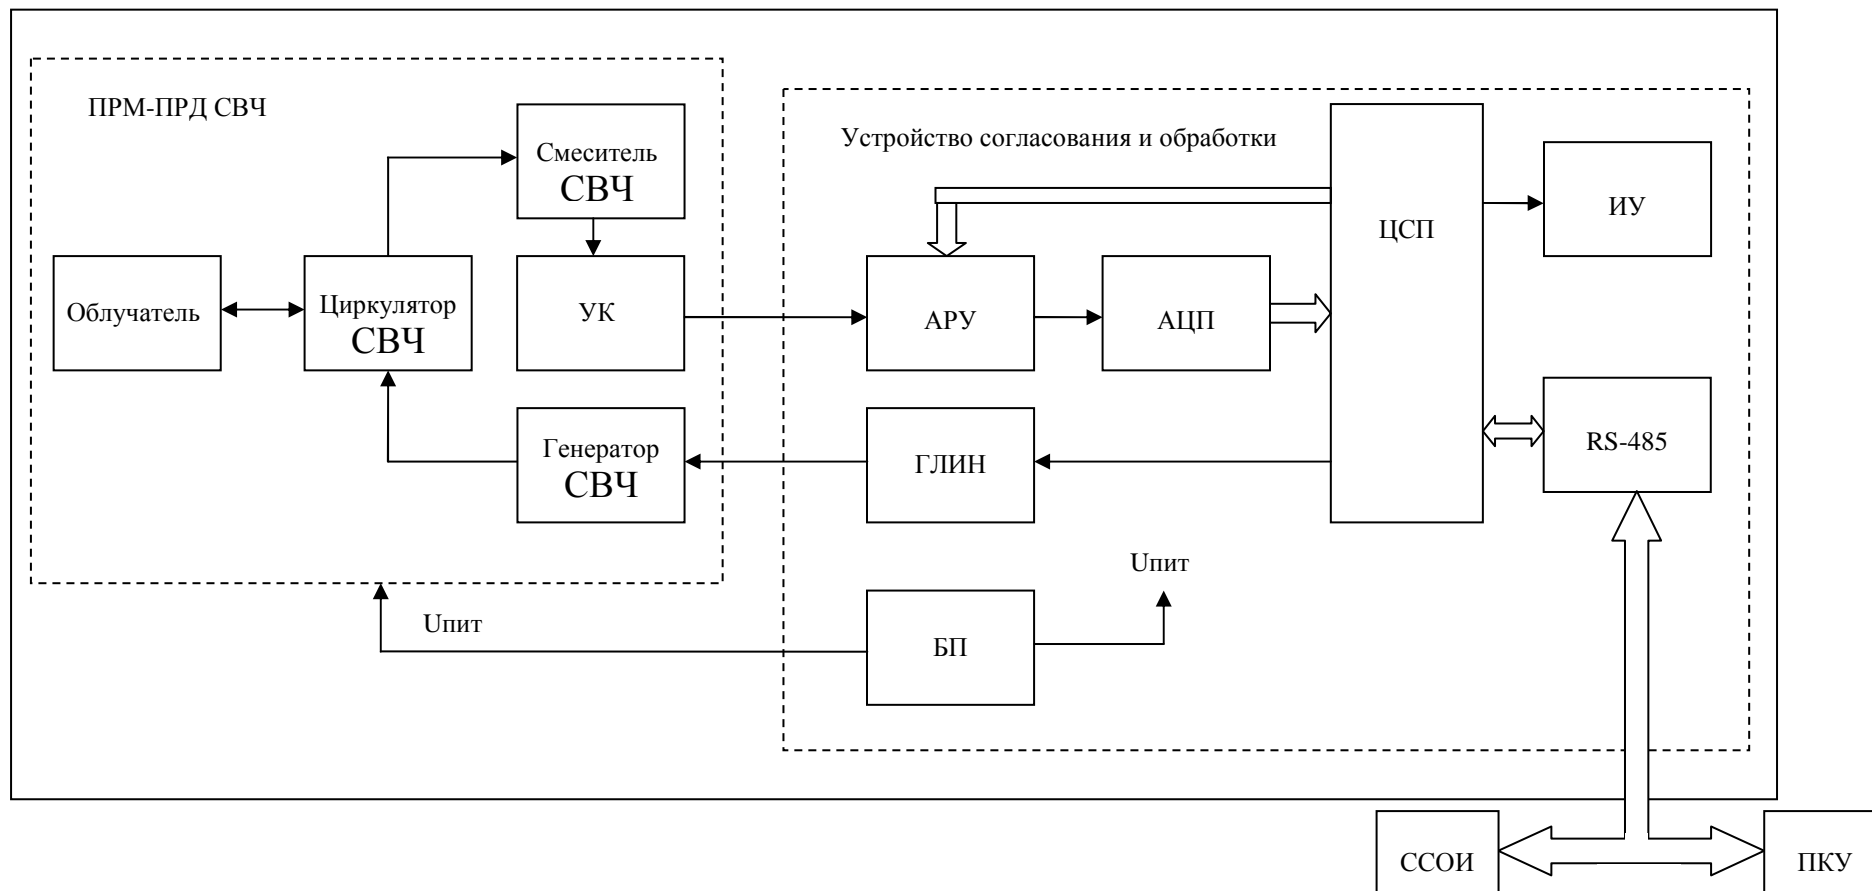 ПРМ-ПРД СВЧ
Смеситель
СВЧ
Устройство согласования и обработки
ЦСП
ИУ
Облучатель
Циркулятор
СВЧ
УК
АРУ
АЦП
Генератор
СВЧ
ГЛИН
RS-485
Uпит
Uпит
БП
ССОИ
ПКУ